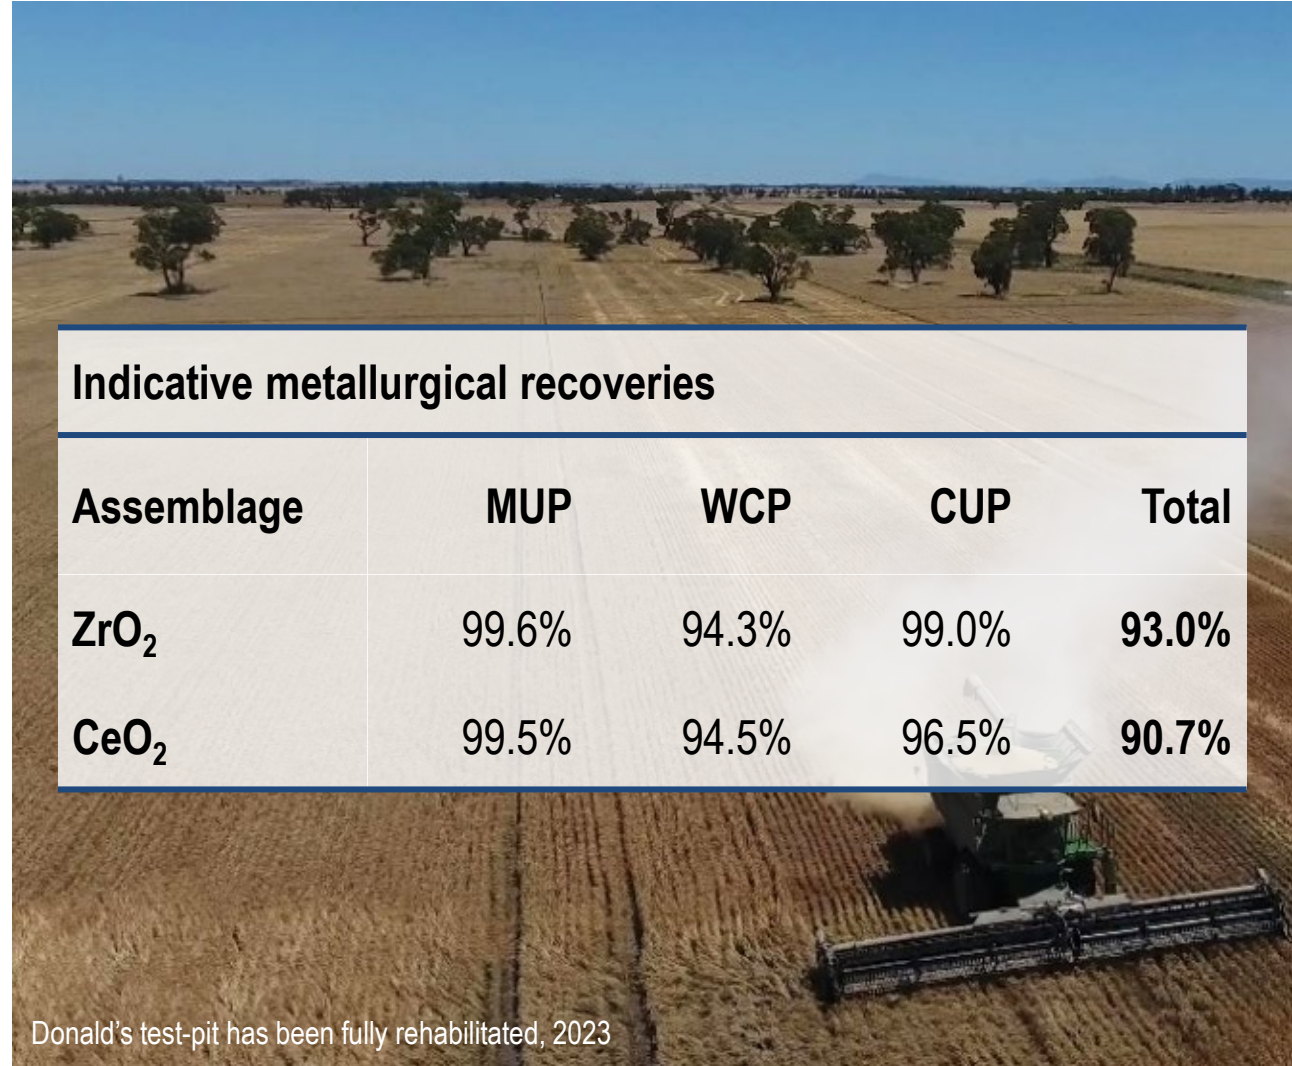 Indicative metallurgical recoveries
Assemblage MUP WCP CUP Total
ZrO₂ 99.6% 94.3% 99.0% 93.0%
CeO₂ 99.5% 94.5% 96.5% 90.7%
Donald’s test-pit has been fully rehabilitated, 2023